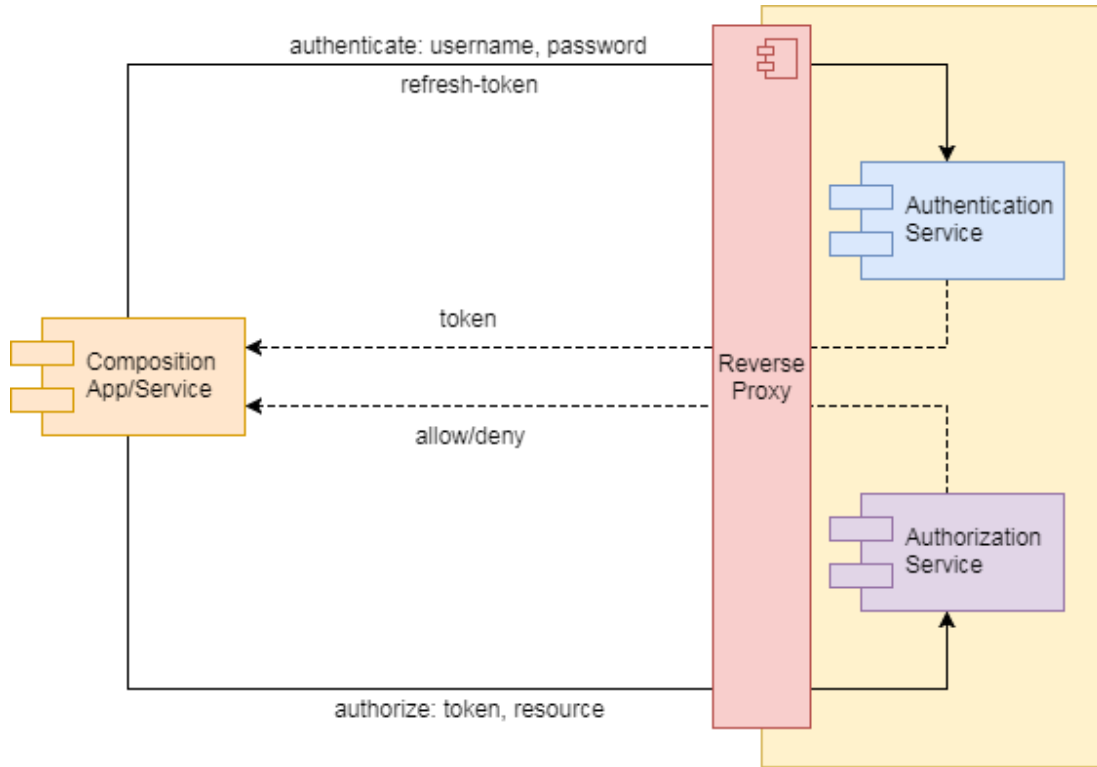 authenticate: username, password
refresh-token
Authentication
Service
token
Composition
App/Service
Reverse
Proxy
allow/deny
Authorization
Service
authorize: token, resource